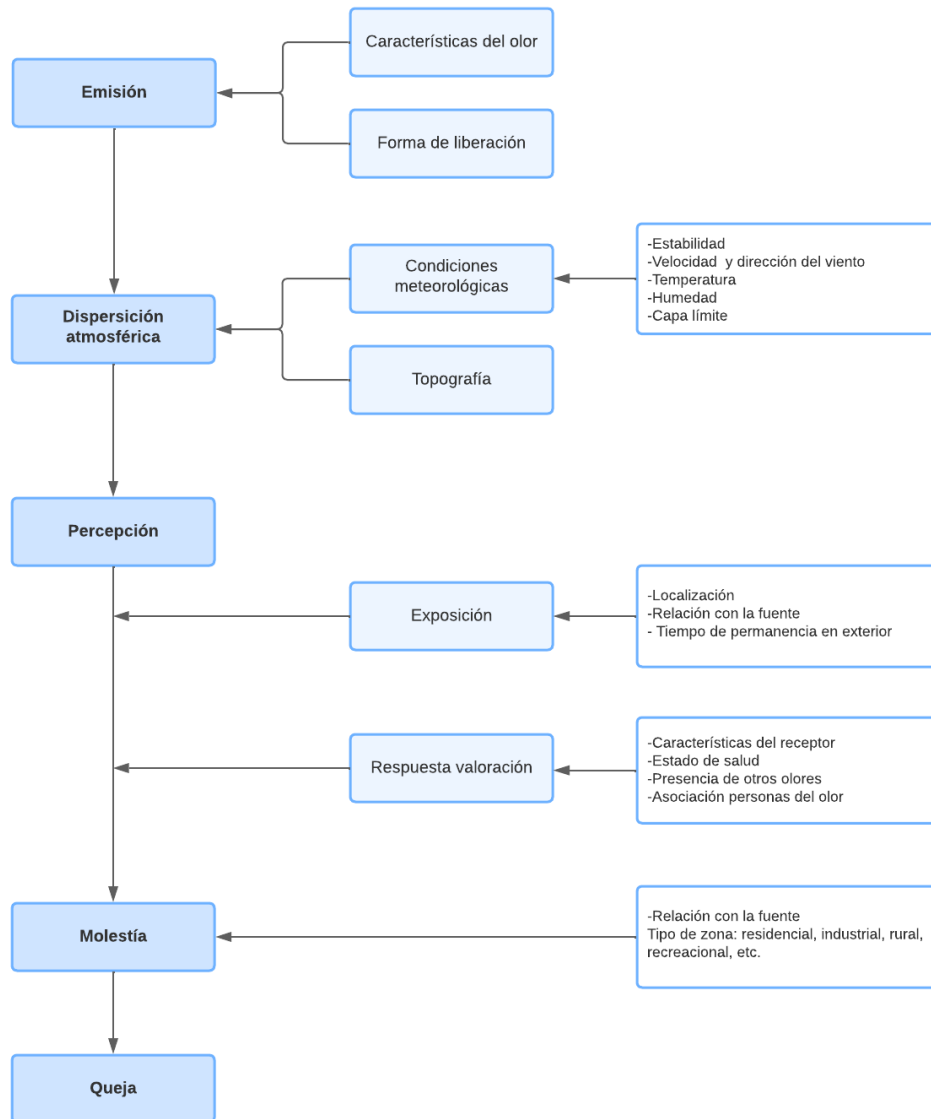 Características del olor
Emisión
Forma de liberación
Condiciones
meteorológicas
-Estabilidad
-Velocidad  y dirección del viento
-Temperatura
-Humedad
-Capa límite
Dispersición
atmosférica
Topografía
Percepción
Exposición
-Localización
-Relación con la fuente
- Tiempo de permanencia en exterior
Respuesta valoración
-Características del receptor
-Estado de salud
-Presencia de otros olores
-Asociación personas del olor
Molestía
-Relación con la fuente
Tipo de zona: residencial, industrial, rural,
recreacional, etc.
Queja